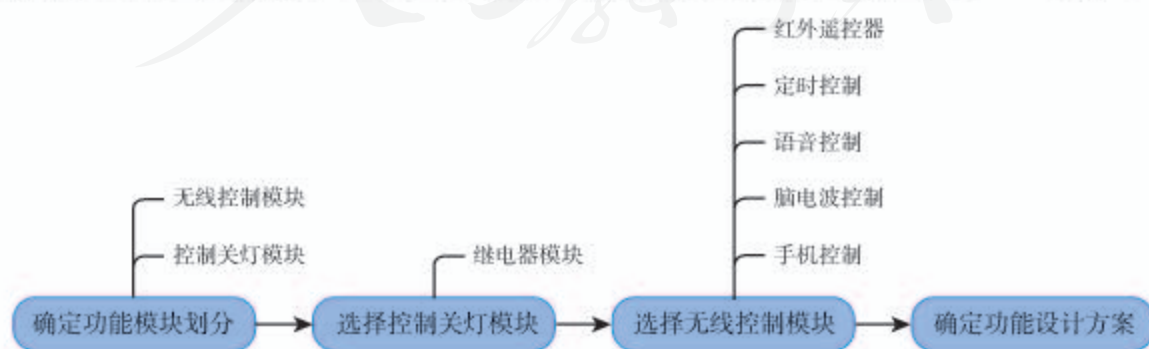 红外遥控器
定时控制
语音控制
无线控制模块
脑电波控制
控制关灯模块
继电器模块
手机控制
确定功能模块划分
选择控制关灯模块
选择无线控制模块
确定功能设计方案